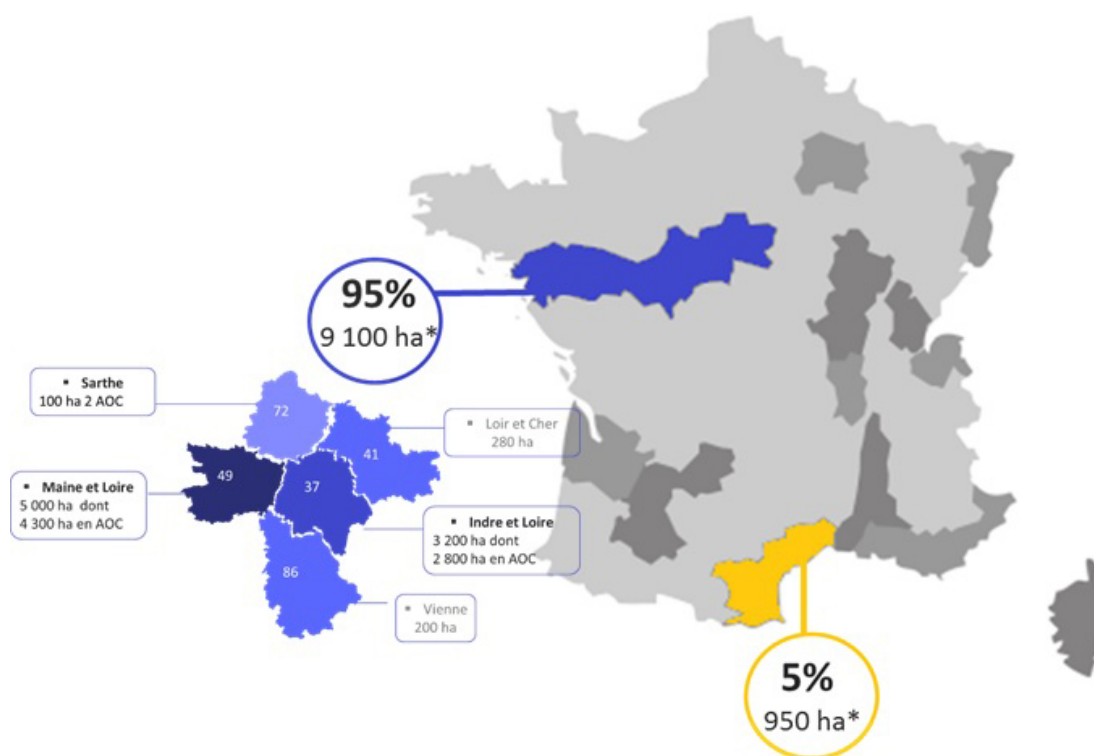 95%
9 100 ha*
▪ Sarthe
100 ha 2 AOC
72
▪ Loir et Cher
280 ha
41
49
▪ Maine et Loire
5 000 ha dont
4 300 ha en AOC
37
▪ Indre et Loire
3 200 ha dont
2 800 ha en AOC
86
▪ Vienne
200 ha
5%
950 ha*